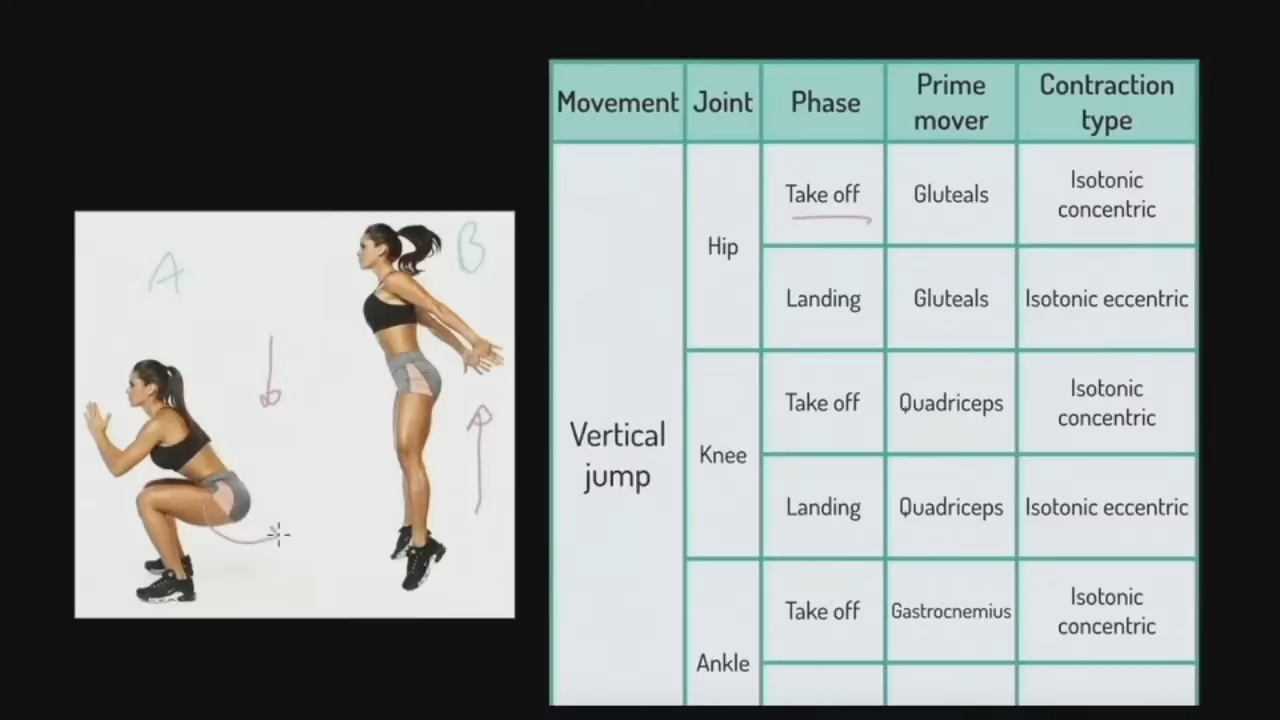 A
B
Movement
Joint
Phase
Prime
mover
Contraction
type
Vertical
jump
Hip
Take off
Gluteals
Isotonic
concentric
Landing
Gluteals
Isotonic eccentric
Knee
Take off
Quadriceps
Isotonic
concentric
Landing
Quadriceps
Isotonic eccentric
Ankle
Take off
Gastrocnemius
Isotonic
concentric